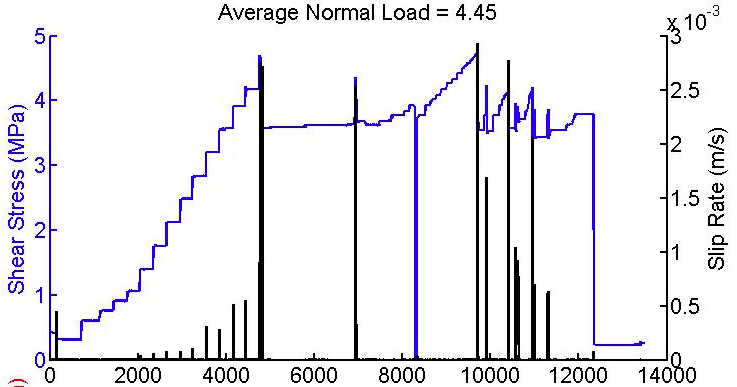 Average Normal Load = 4.45
x 10⁻³
5
4
3
2
1
0
Shear Stress (MPa)
3
2.5
2
1.5
1
0.5
0
Slip Rate (m/s)
0 2000 4000 6000 8000 10000 12000 14000